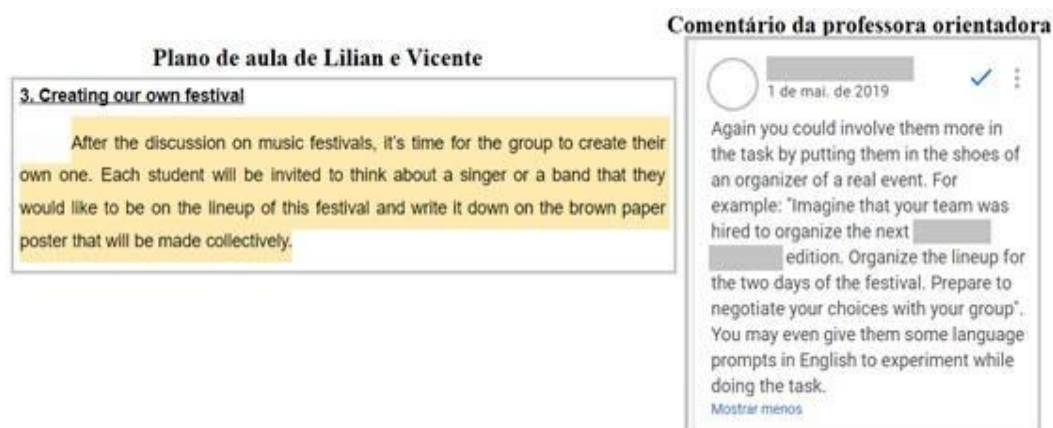 Comentário da professora orientadora
Plano de aula de Lilian e Vicente
3. Creating our own festival
After the discussion on music festivals, it's time for the group to create their
own one. Each student will be invited to think about a singer or a band that they
would like to be on the lineup of this festival and write it down on the brown paper
poster that will be made collectively.
1 de mai. de 2019
Again you could involve them more in
the task by putting them in the shoes of
an organizer of a real event. For
example: "Imagine that your team was
hired to organize the next
edition. Organize the lineup for
the two days of the festival. Prepare to
negotiate your choices with your group".
You may even give them some language
prompts in English to experiment while
doing the task.
Mostrar menos